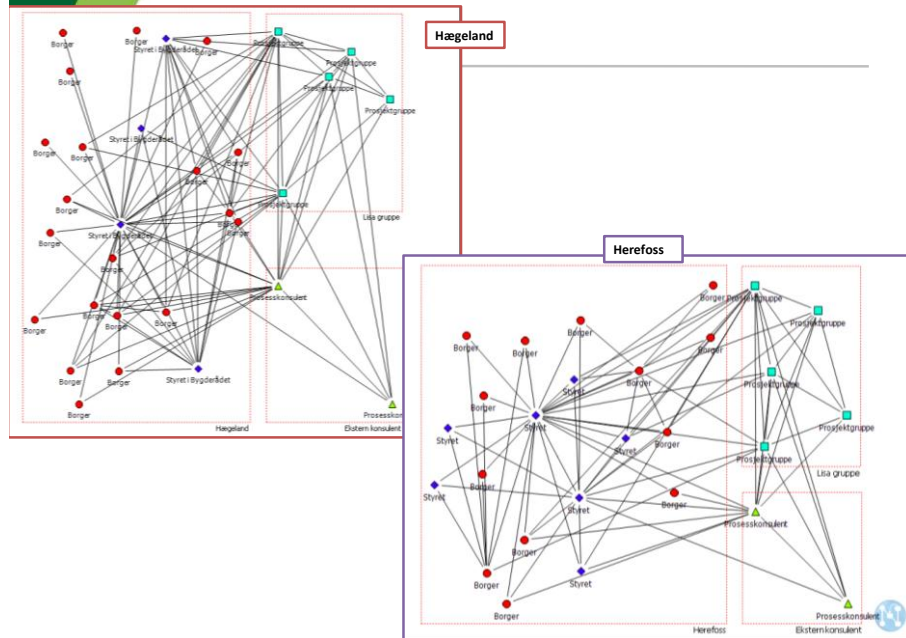 Hægeland
Borger
Borger
Styret i Bygderådet
Borger
Prosjektgruppe
Prosjektgruppe
Borger
Prosjektgruppe
Prosjektgruppe
Styret i Bygderådet
Borger
Borger
Borger
Borger
Borger
Prosjektgruppe
Lisa gruppe
Styret i Bygderådet
Borger
Borger
Borger
Borger
Prosesskonsulent
Borger
Borger
Borger
Borger
Borger
Borger
Styret i Bygderådet
Borger
Prosesskon
Hægeland
Ekstern konsulent
Herefoss
Borger
Prosjektgruppe
Prosjektgruppe
Borger
Borger
Borger
Borger
Styret
Borger
Prosjektgruppe
Borger
Styret
Prosjektgruppe
Styret
Styret
Borger
Prosjektgruppe
Lisa gruppe
Styret
Borger
Borger
Styret
Prosesskonsulent
Borger
Borger
Styret
Borger
Prosesskonsulent
Herefoss
Ekstern konsulent